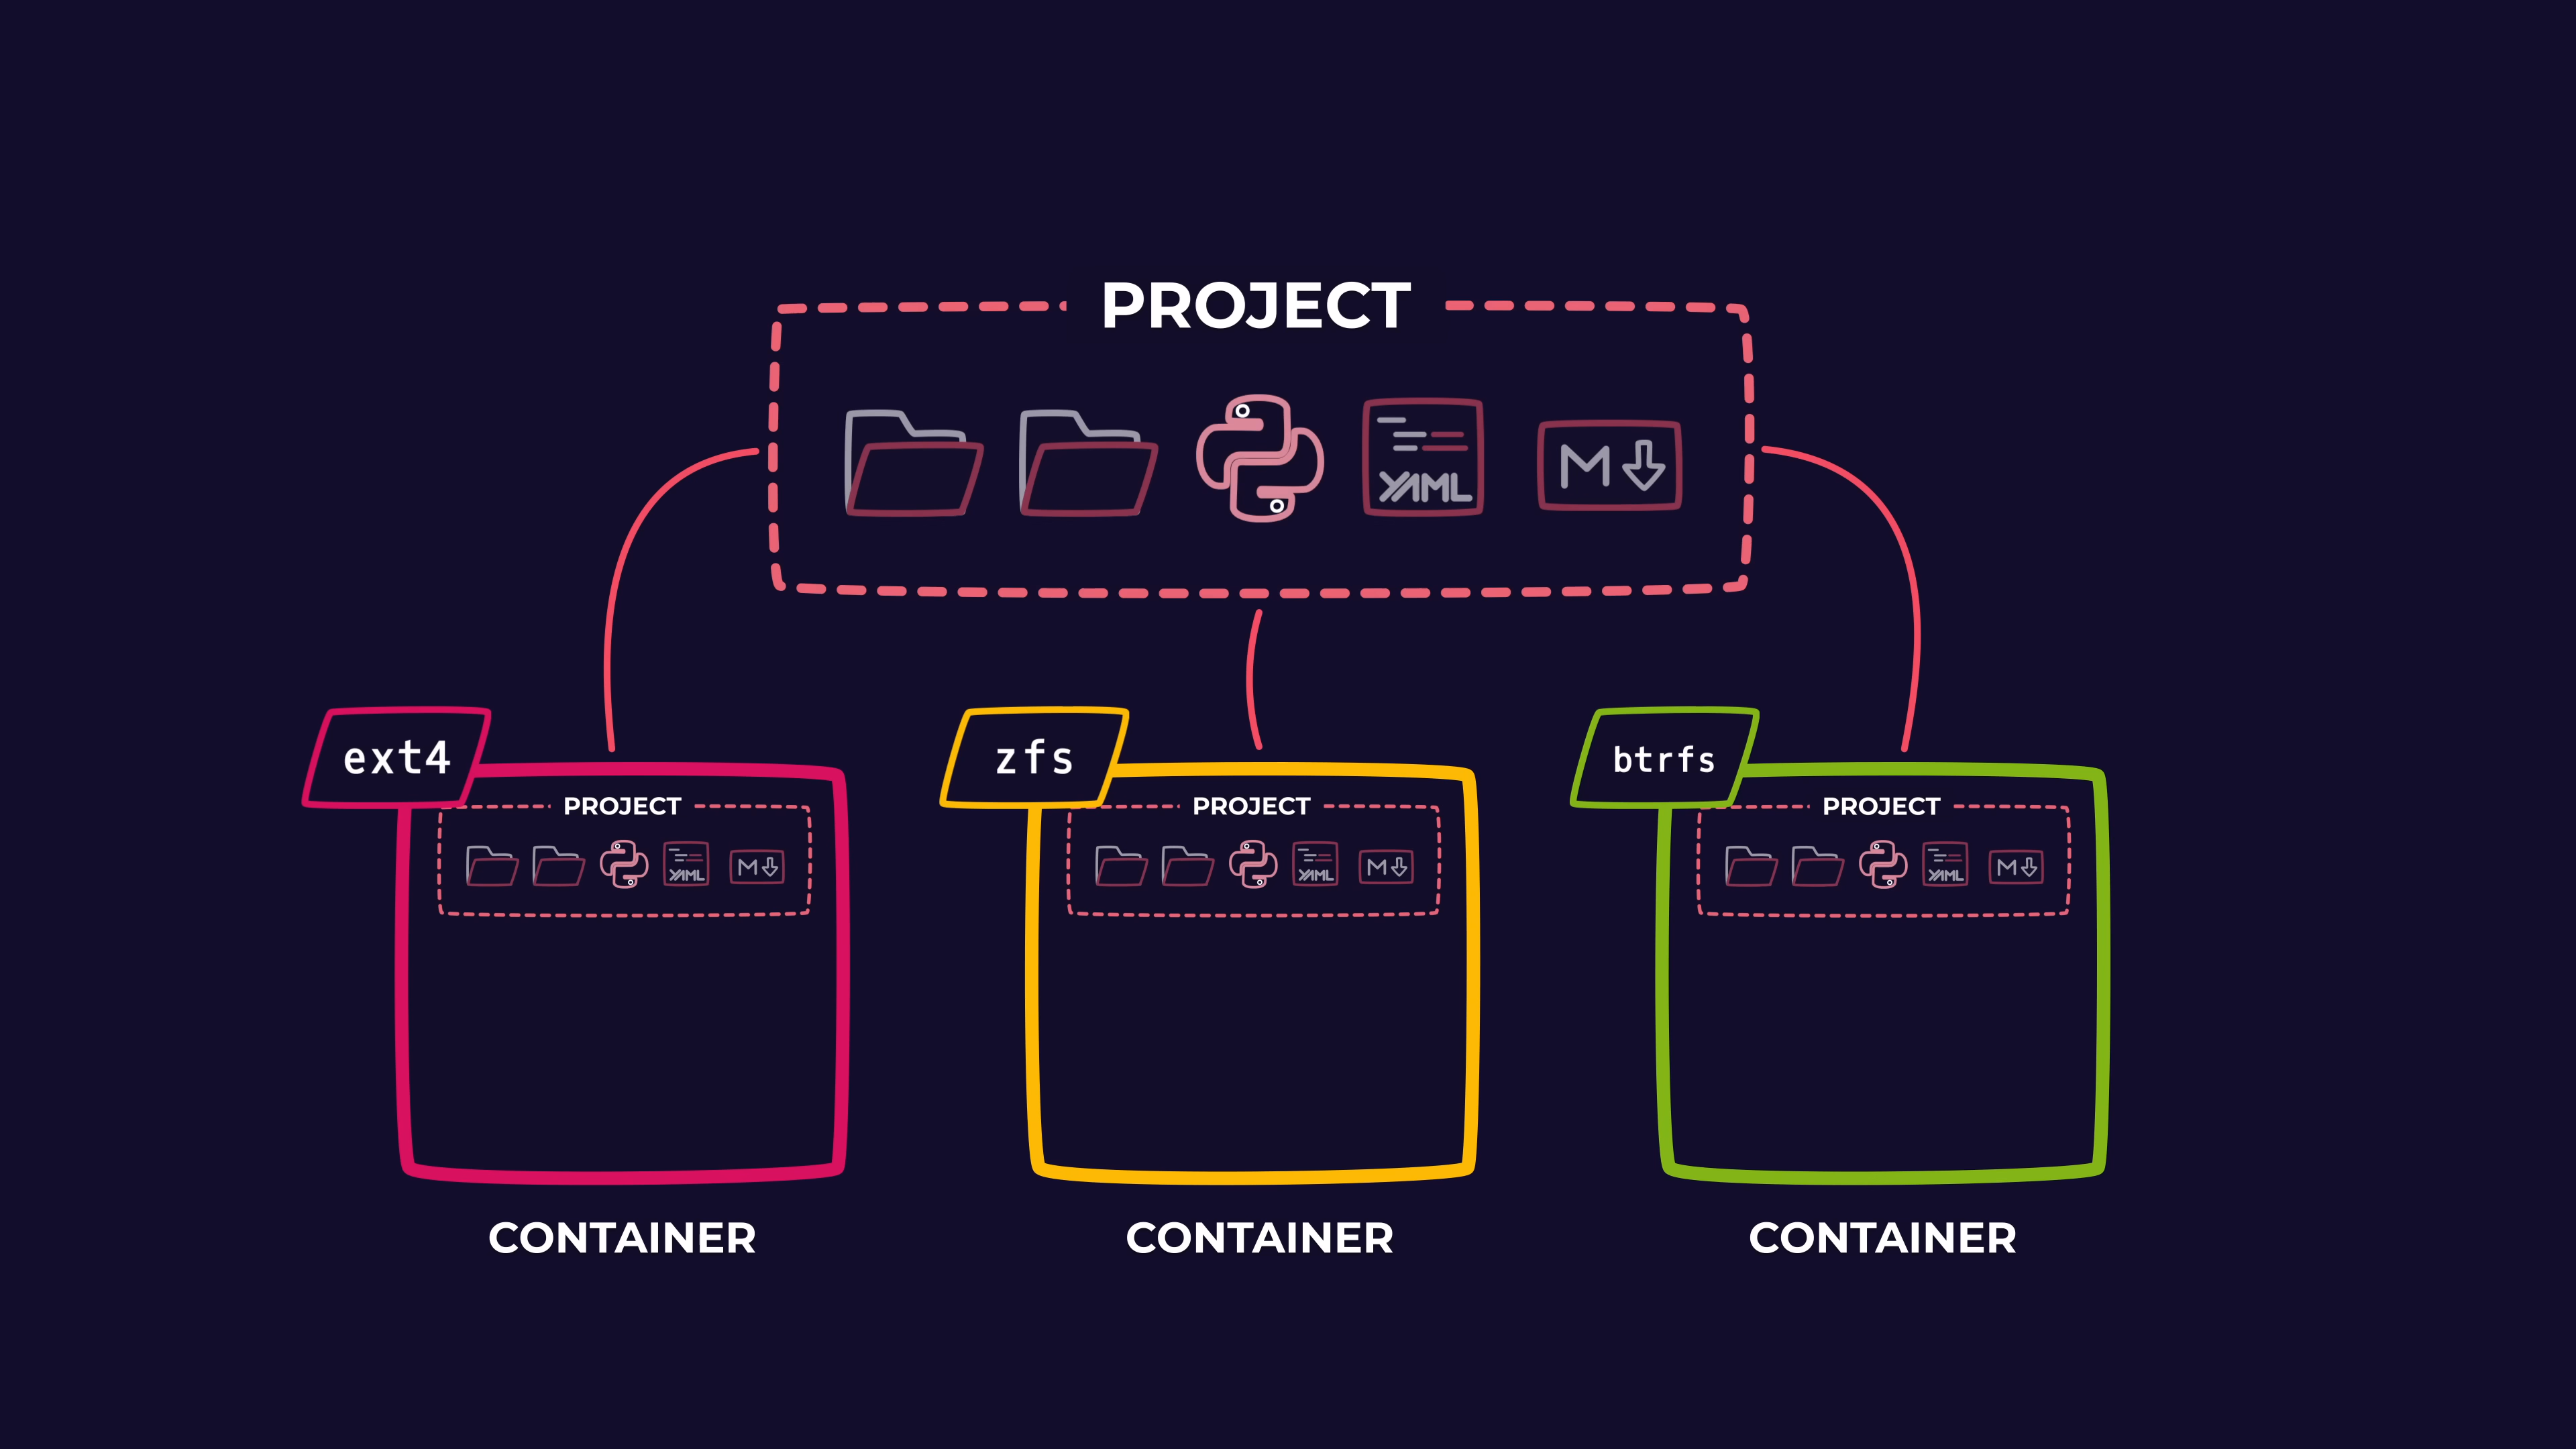 PROJECT
YAML
M
ext4
zfs
btrfs
PROJECT
PROJECT
PROJECT
YAML
M
YAML
M
YAML
M
CONTAINER
CONTAINER
CONTAINER